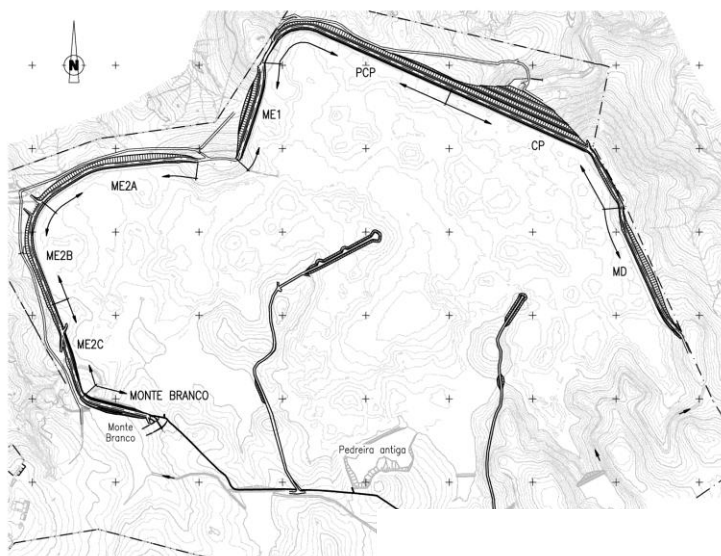 N
PCP
ME1
CP
ME2A
ME2B
MD
ME2C
MONTE BRANCO
Monte
Branco
Pedreira antiga